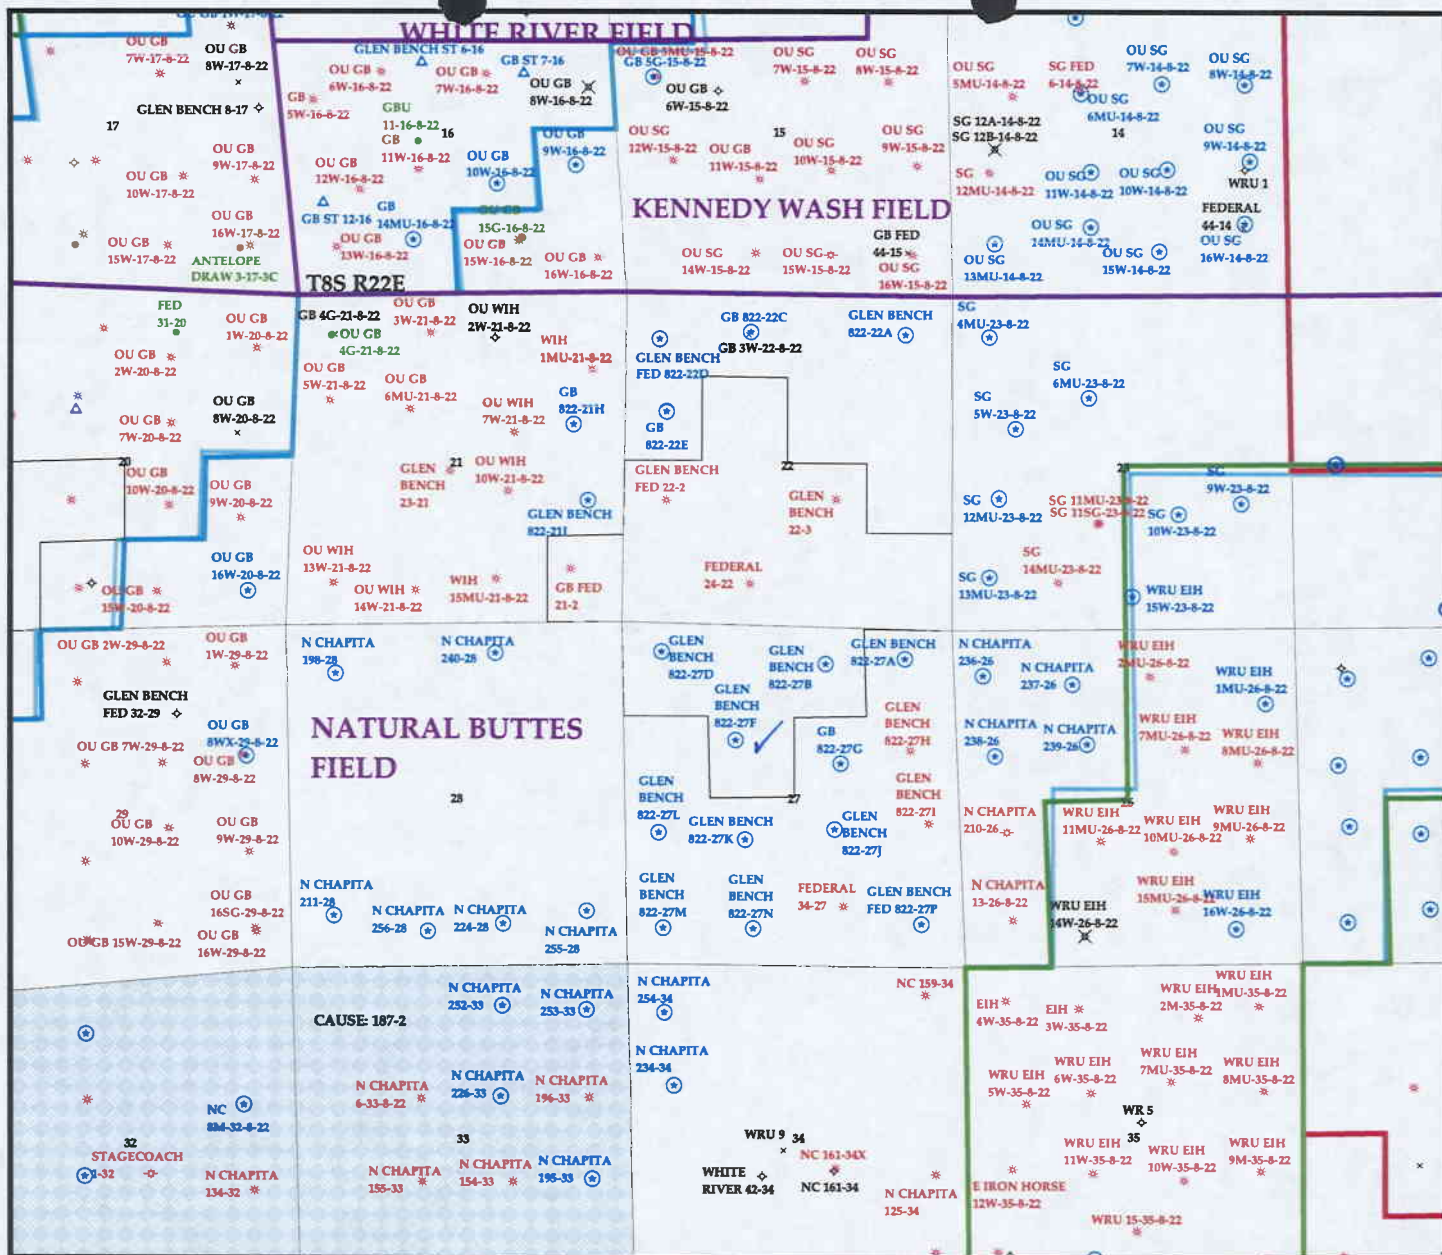 WHITE RIVER FIELD
OU GB
7W-17-8-22
OU GB
8W-17-8-22
GLEN BENCH 8-17
17
OU GB
9W-17-8-22
OU GB
10W-17-8-22
OU GB
16W-17-8-22
OU GB
15W-17-8-22
ANTELOPE
DRAW 3-17-3C
GLEN BENCH ST 6-16
OU GB
6W-16-8-22
OU GB
7W-16-8-22
GB ST 7-16
OU GB
8W-16-8-22
GB
5W-16-8-22
GBU
11-16-8-22
16
GB
11W-16-8-22
OU GB
9W-16-8-22
OU GB
10W-16-8-22
OU GB
12W-16-8-22
GB ST 12-16
GB
14MU-16-8-22
OU GB
13W-16-8-22
OU GB
15G-16-8-22
OU GB
15W-16-8-22
OU GB
16W-16-8-22
T8S R22E
OU GB 5MU-15-8-22
GB 5G-15-8-22
OU GB
6W-15-8-22
OU SG
7W-15-8-22
OU SG
8W-15-8-22
OU SG
12W-15-8-22
15
OU GB
11W-15-8-22
OU SG
10W-15-8-22
OU SG
9W-15-8-22
KENNEDY WASH FIELD
OU SG
14W-15-8-22
OU SG
15W-15-8-22
GB FED
44-15
OU SG
16W-15-8-22
OU SG
5MU-14-8-22
SG FED
6-14-8-22
OU SG
7W-14-8-22
OU SG
8W-14-8-22
OU SG
6MU-14-8-22
SG 12A-14-8-22
SG 12B-14-8-22
14
OU SG
9W-14-8-22
SG
12MU-14-8-22
OU SG
11W-14-8-22
OU SG
10W-14-8-22
WRU 1
FEDERAL
44-14
OU SG
14MU-14-8-22
OU SG
13MU-14-8-22
OU SG
15W-14-8-22
OU SG
16W-14-8-22
FED
31-20
OU GB
1W-20-8-22
OU GB
2W-20-8-22
OU GB
8W-20-8-22
OU GB
7W-20-8-22
20
OU GB
10W-20-8-22
OU GB
9W-20-8-22
OU GB
16W-20-8-22
OU GB
15W-20-8-22
GB 4G-21-8-22
OU GB
4G-21-8-22
OU GB
3W-21-8-22
OU WIH
2W-21-8-22
WIH
1MU-21-8-22
OU GB
5W-21-8-22
OU GB
6MU-21-8-22
OU WIH
7W-21-8-22
GB
822-21H
GLEN
BENCH
23-21
21
OU WIH
10W-21-8-22
GLEN BENCH
822-21I
OU WIH
13W-21-8-22
OU WIH
14W-21-8-22
WIH
15MU-21-8-22
GB FED
21-2
GLEN BENCH
FED 822-22D
GB 822-22C
GB 3W-22-8-22
GLEN BENCH
822-22A
GB
822-22E
GLEN BENCH
FED 22-2
22
GLEN
BENCH
22-3
FEDERAL
24-22
SG
4MU-23-8-22
SG
6MU-23-8-22
SG
5W-23-8-22
23
SG
9W-23-8-22
SG
12MU-23-8-22
SG 11MU-23-8-22
SG 11SG-23-8-22
SG
10W-23-8-22
SG
14MU-23-8-22
SG
13MU-23-8-22
WRU EIH
15W-23-8-22
OU GB 2W-29-8-22
OU GB
1W-29-8-22
GLEN BENCH
FED 32-29
OU GB
8WX-29-8-22
OU GB 7W-29-8-22
OU GB
8W-29-8-22
29
OU GB
10W-29-8-22
OU GB
9W-29-8-22
OU GB
16SG-29-8-22
OU GB 15W-29-8-22
OU GB
16W-29-8-22
N CHAPITA
198-28
N CHAPITA
240-28
NATURAL BUTTES
FIELD
28
N CHAPITA
211-28
N CHAPITA
256-28
N CHAPITA
224-28
N CHAPITA
255-28
GLEN
BENCH
822-27D
GLEN
BENCH
822-27B
GLEN BENCH
822-27A
GLEN
BENCH
822-27F
GB
822-27G
GLEN
BENCH
822-27H
GLEN
BENCH
822-27L
27
GLEN
BENCH
822-27I
GLEN BENCH
822-27K
GLEN
BENCH
822-27J
GLEN
BENCH
822-27M
GLEN
BENCH
822-27N
FEDERAL
34-27
GLEN BENCH
FED 822-27P
N CHAPITA
236-26
N CHAPITA
237-26
WRU EIH
2MU-26-8-22
WRU EIH
1MU-26-8-22
N CHAPITA
238-26
N CHAPITA
239-26
WRU EIH
7MU-26-8-22
WRU EIH
8MU-26-8-22
26
N CHAPITA
210-26
WRU EIH
11MU-26-8-22
WRU EIH
10MU-26-8-22
WRU EIH
9MU-26-8-22
N CHAPITA
13-26-8-22
WRU EIH
14W-26-8-22
WRU EIH
15MU-26-8-22
WRU EIH
16W-26-8-22
NC
8M-32-8-22
32
STAGECOACH
1-32
N CHAPITA
134-32
CAUSE: 187-2
N CHAPITA
252-33
N CHAPITA
253-33
N CHAPITA
6-33-8-22
N CHAPITA
226-33
N CHAPITA
196-33
33
N CHAPITA
155-33
N CHAPITA
154-33
N CHAPITA
195-33
N CHAPITA
254-34
NC 159-34
N CHAPITA
234-34
WRU 9
34
WHITE
RIVER 42-34
NC 161-34X
NC 161-34
N CHAPITA
125-34
EIH
4W-35-8-22
EIH
3W-35-8-22
WRU EIH
2M-35-8-22
WRU EIH
1MU-35-8-22
WRU EIH
5W-35-8-22
WRU EIH
6W-35-8-22
WRU EIH
7MU-35-8-22
WRU EIH
8MU-35-8-22
WR 5
35
WRU EIH
11W-35-8-22
WRU EIH
10W-35-8-22
WRU EIH
9M-35-8-22
E IRON HORSE
12W-35-8-22
WRU 15-35-8-22